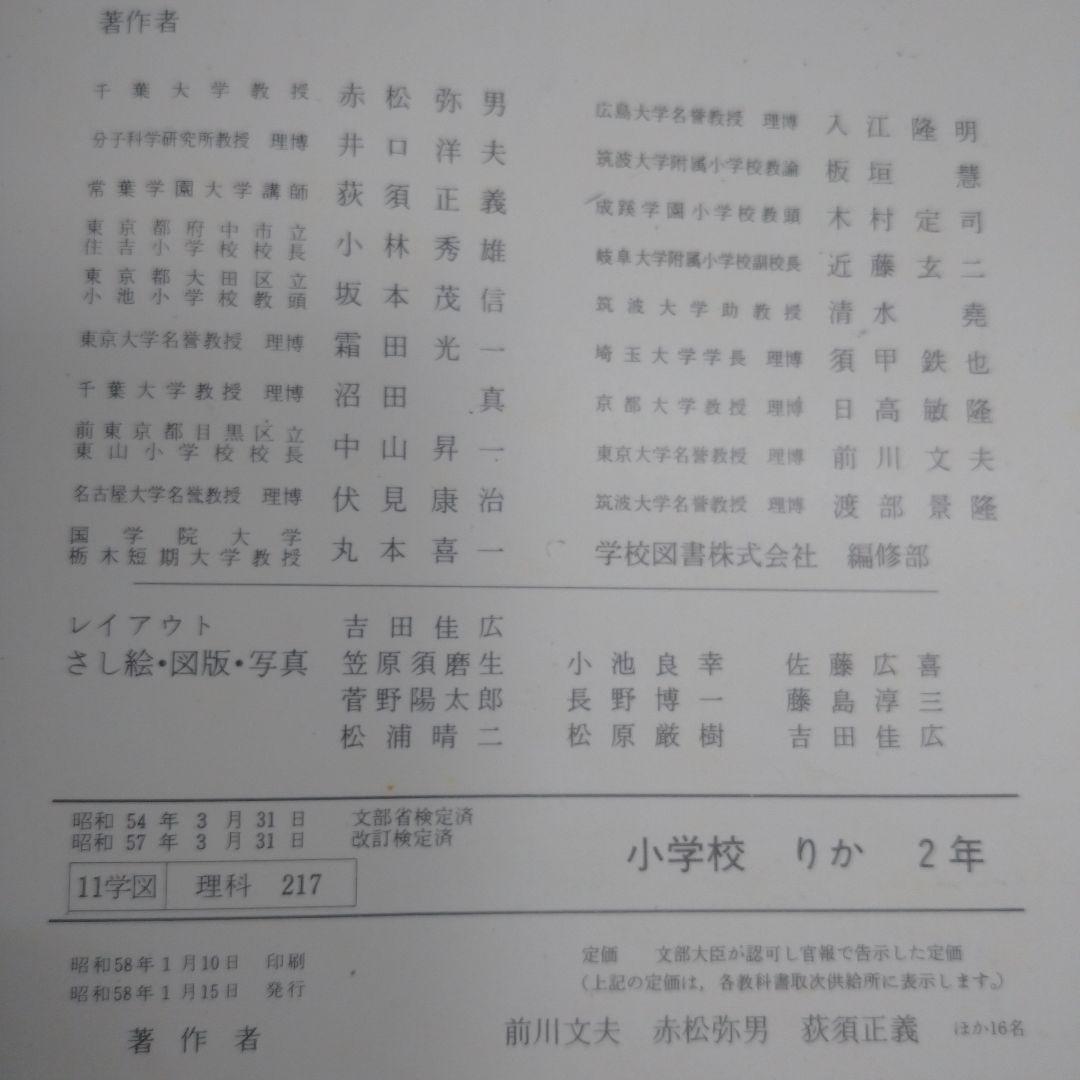 著作者
千葉大学教授 赤松弥男
分子科学研究所教授 理博 井口洋夫
常葉学園大学講師 荻須正義
東京都府中市立
住吉小学校校長 小林秀雄
東京都大田区立
小池小学校教頭 坂本茂信
東京大学名誉教授 理博 霜田光一
千葉大学教授 理博 沼田真
前東京都目黒区立
東山小学校校長 中山昇一
名古屋大学名誉教授 理博 伏見康治
国学院大学
栃木短期大学教授 丸本喜一
広島大学名誉教授 理博 入江隆明
筑波大学附属小学校教諭 板垣慧
成蹊学園小学校教頭 木村定司
岐阜大学附属小学校副校長 近藤玄二
筑波大学助教授 清水堯
埼玉大学学長 理博 須甲鉄也
京都大学教授 理博 日高敏隆
東京大学名誉教授 理博 前川文夫
筑波大学名誉教授 理博 渡部景隆
学校図書株式会社 編修部
レイアウト 吉田佳広
さし絵・図版・写真 笠原須磨生 小池良幸 佐藤広喜
菅野陽太郎 長野博一 藤島淳三
松浦晴二 松原厳樹 吉田佳広
昭和54年3月31日 文部省検定済
昭和57年3月31日 改訂検定済
小学校 りか 2年
11学図 理科 217
昭和58年1月10日 印刷
昭和58年1月15日 発行
定価 文部大臣が認可し官報で告示した定価
(上記の定価は,各教科書取次供給所に表示します。)
著作者 前川文夫 赤松弥男 荻須正義 ほか16名